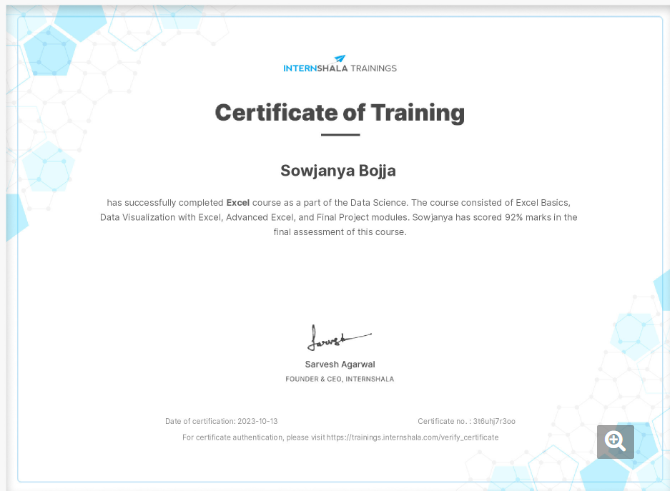 INTERNSHALA TRAININGS
Certificate of Training
Sowjanya Bojja
has successfully completed Excel course as a part of the Data Science. The course consisted of Excel Basics,
Data Visualization with Excel, Advanced Excel, and Final Project modules. Sowjanya has scored 92% marks in the
final assessment of this course.
Sarvesh
Sarvesh Agarwal
FOUNDER & CEO, INTERNSHALA
Date of certification: 2023-10-13 Certificate no. : 3t6uhj7r3oo
For certificate authentication, please visit https://trainings.internshala.com/verify_certificate